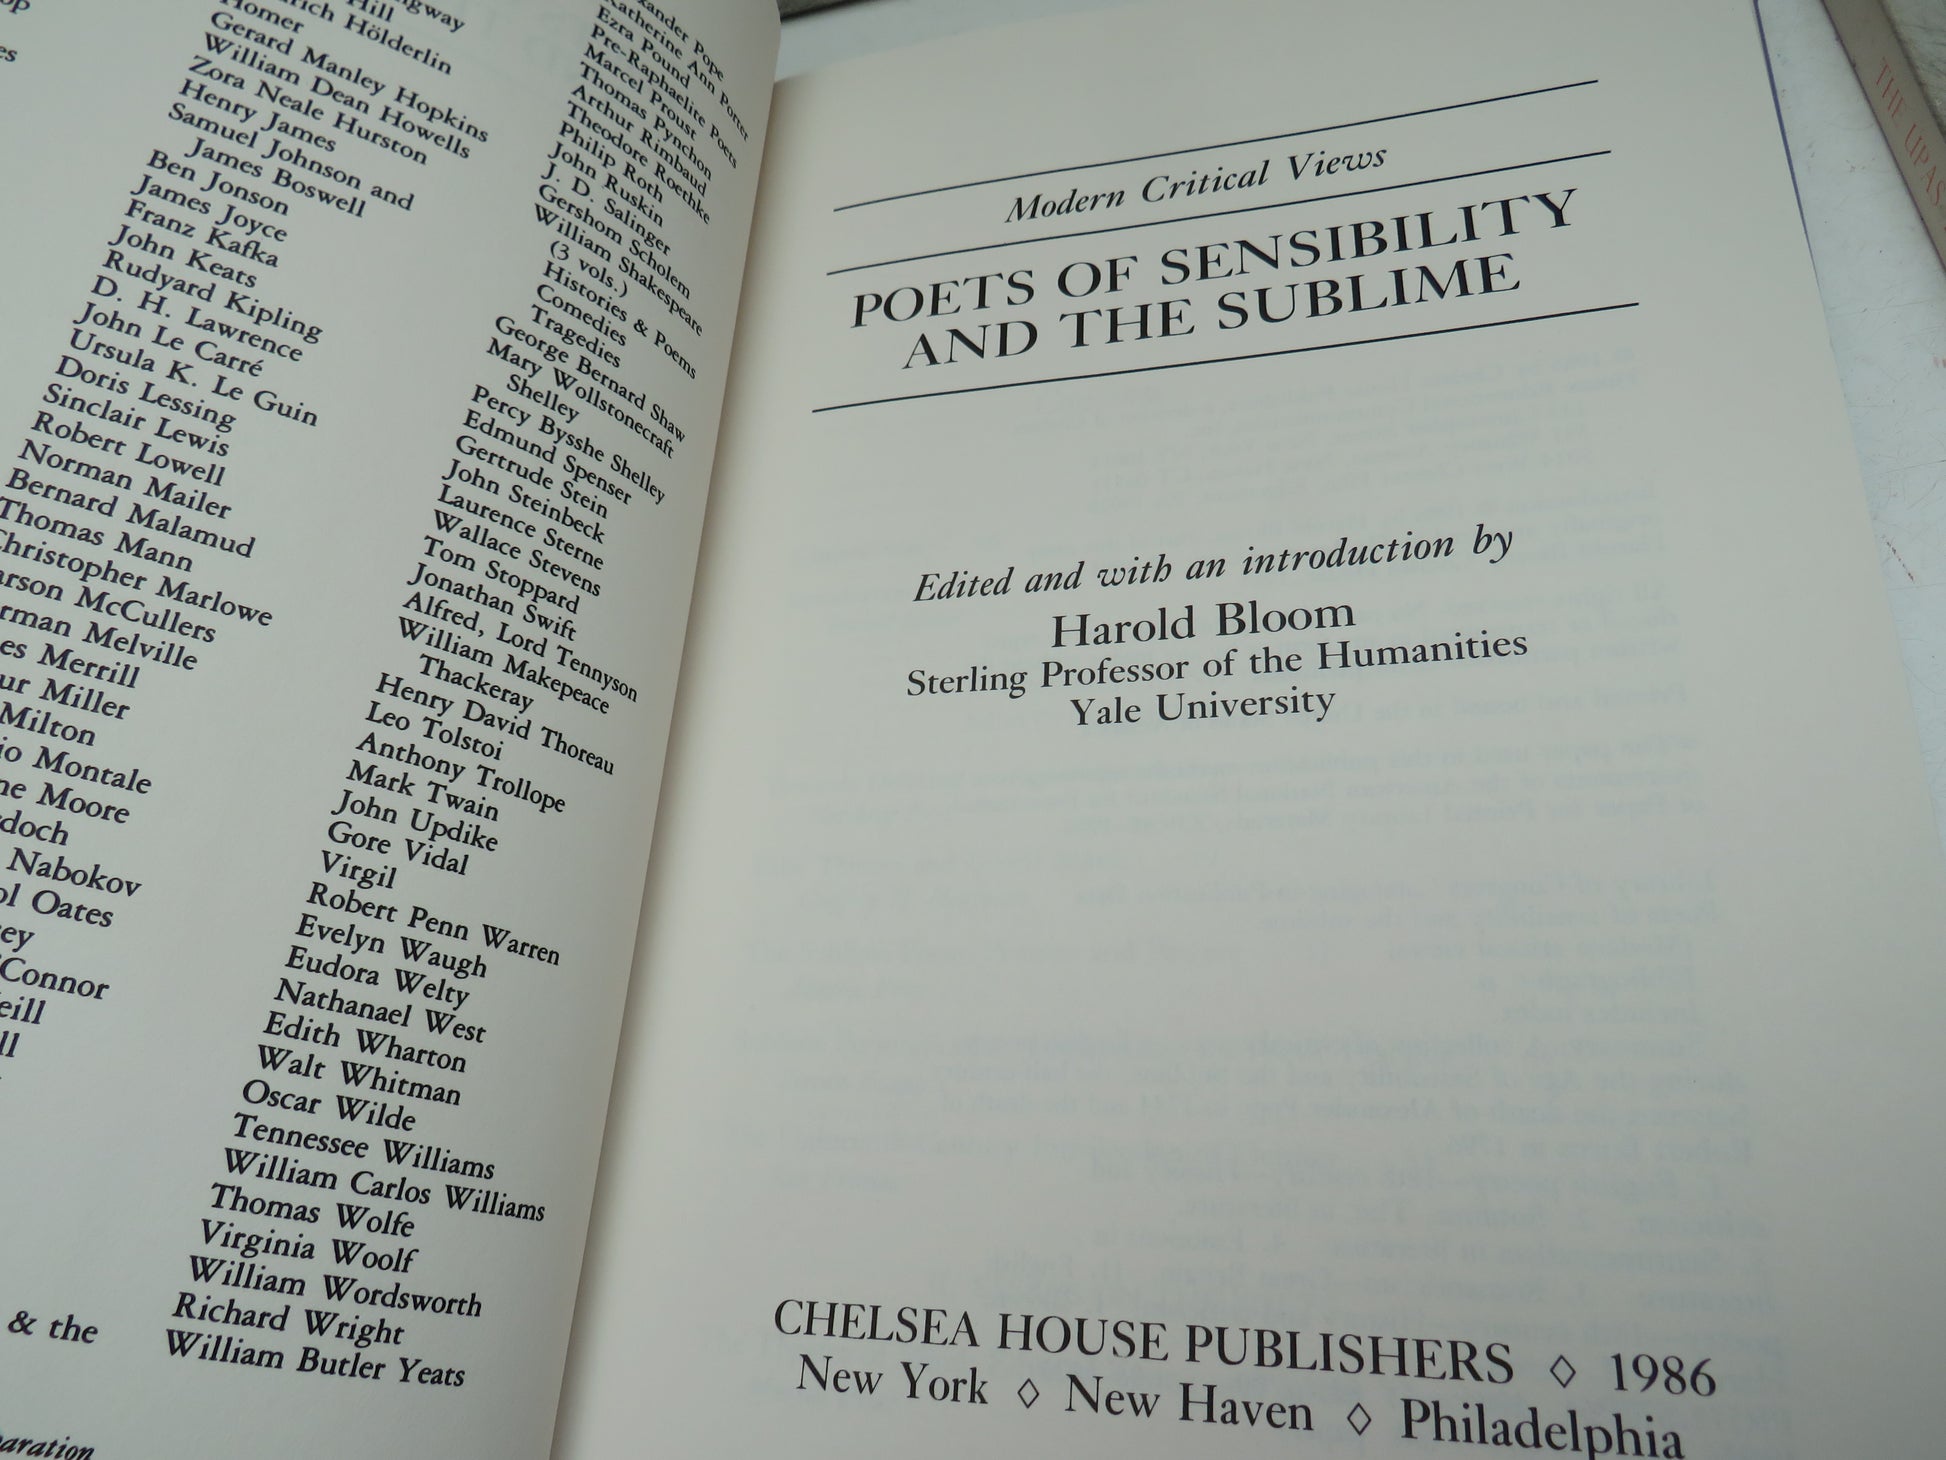 Hill
Hölderlin
Homer
Gerard Manley Hopkins
William Dean Howells
Zora Neale Hurston
Henry James
Samuel Johnson and
James Boswell
Ben Jonson
James Joyce
Franz Kafka
John Keats
Rudyard Kipling
D. H. Lawrence
John Le Carré
Ursula K. Le Guin
Doris Lessing
Sinclair Lewis
Robert Lowell
Norman Mailer
Bernard Malamud
Thomas Mann
Christopher Marlowe
McCullers
Melville
Merrill
Miller
Milton
Montale
Moore
Nabokov
Oates
& the
Pope
Katherine Ann Porter
Ezra Pound
Pre-Raphaelite Poets
Marcel Proust
Thomas Pynchon
Arthur Rimbaud
Theodore Roethke
Philip Roth
John Ruskin
J. D. Salinger
Gershom Scholem
William Shakespeare
(3 vols.)
Histories & Poems
Comedies
Tragedies
George Bernard Shaw
Mary Wollstonecraft
Shelley
Percy Bysshe Shelley
Edmund Spenser
Gertrude Stein
John Steinbeck
Laurence Sterne
Wallace Stevens
Tom Stoppard
Jonathan Swift
Alfred, Lord Tennyson
William Makepeace
Thackeray
Henry David Thoreau
Leo Tolstoi
Anthony Trollope
Mark Twain
John Updike
Gore Vidal
Virgil
Robert Penn Warren
Evelyn Waugh
Eudora Welty
Nathanael West
Edith Wharton
Walt Whitman
Oscar Wilde
Tennessee Williams
William Carlos Williams
Thomas Wolfe
Virginia Woolf
William Wordsworth
Richard Wright
William Butler Yeats
Modern Critical Views
POETS OF SENSIBILITY
AND THE SUBLIME
Edited and with an introduction by
Harold Bloom
Sterling Professor of the Humanities
Yale University
CHELSEA HOUSE PUBLISHERS ◊ 1986
New York ◊ New Haven ◊ Philadelphia
THE